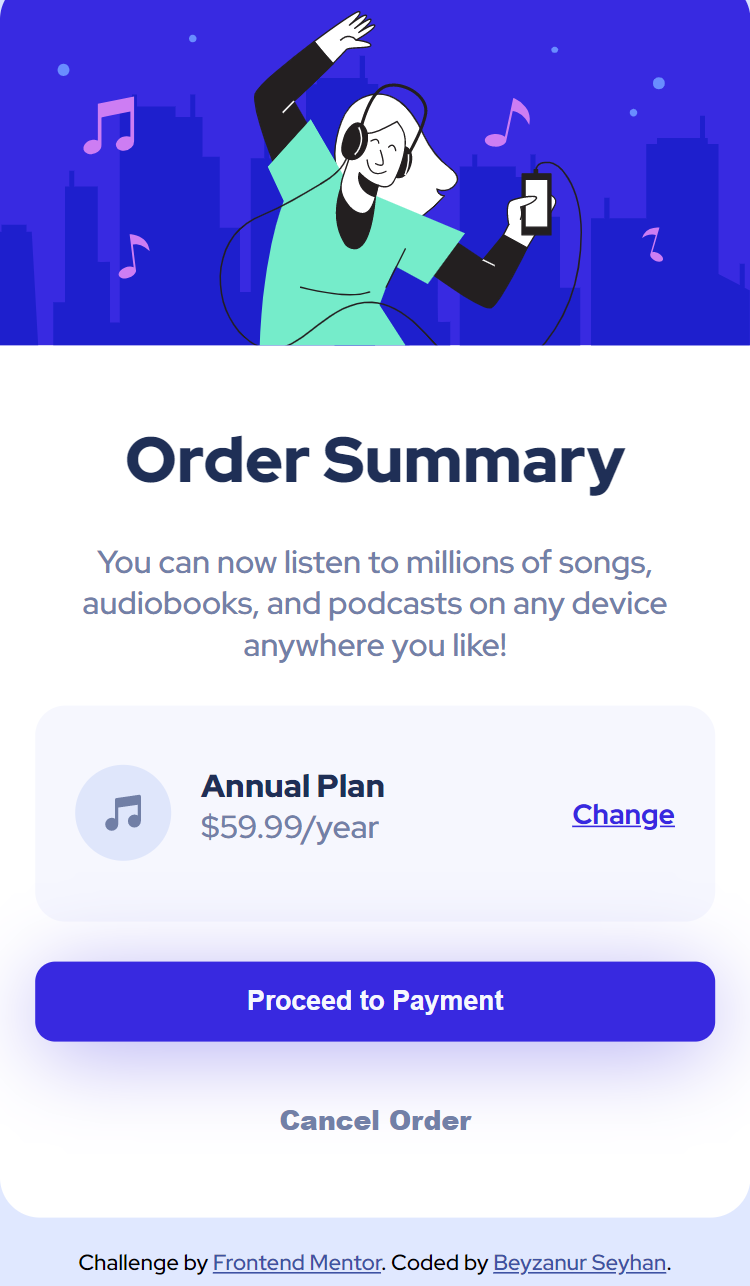 Order Summary
You can now listen to millions of songs,
audiobooks, and podcasts on any device
anywhere you like!
Annual Plan
$59.99/year
Change
Proceed to Payment
Cancel Order
Challenge by Frontend Mentor. Coded by Beyzanur Seyhan.